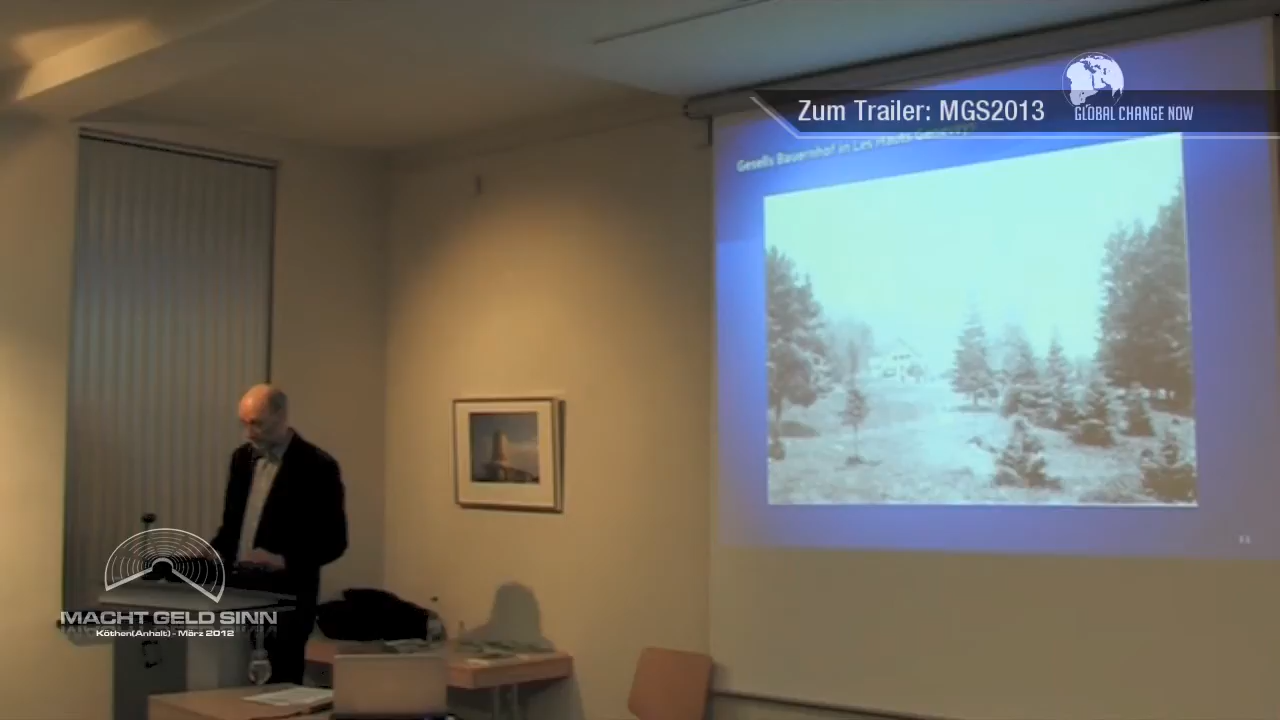 Zum Trailer: MGS2013
GLOBAL CHANGE NOW
Gesells Bauernhof in Les Hauts Geneveys
MACHT GELD SINN
Köthen(Anhalt) - März 2012